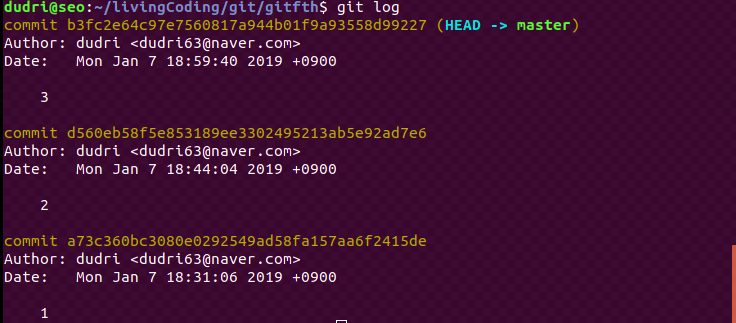 dudri@seo:~/livingCoding/git/gitfth$ git log
commit b3fc2e64c97e7560817a944b01f9a93558d99227 (HEAD -> master)
Author: dudri <dudri63@naver.com>
Date:   Mon Jan 7 18:59:40 2019 +0900
3
commit d560eb58f5e853189ee3302495213ab5e92ad7e6
Author: dudri <dudri63@naver.com>
Date:   Mon Jan 7 18:44:04 2019 +0900
2
commit a73c360bc3080e0292549ad58fa157aa6f2415de
Author: dudri <dudri63@naver.com>
Date:   Mon Jan 7 18:31:06 2019 +0900
1